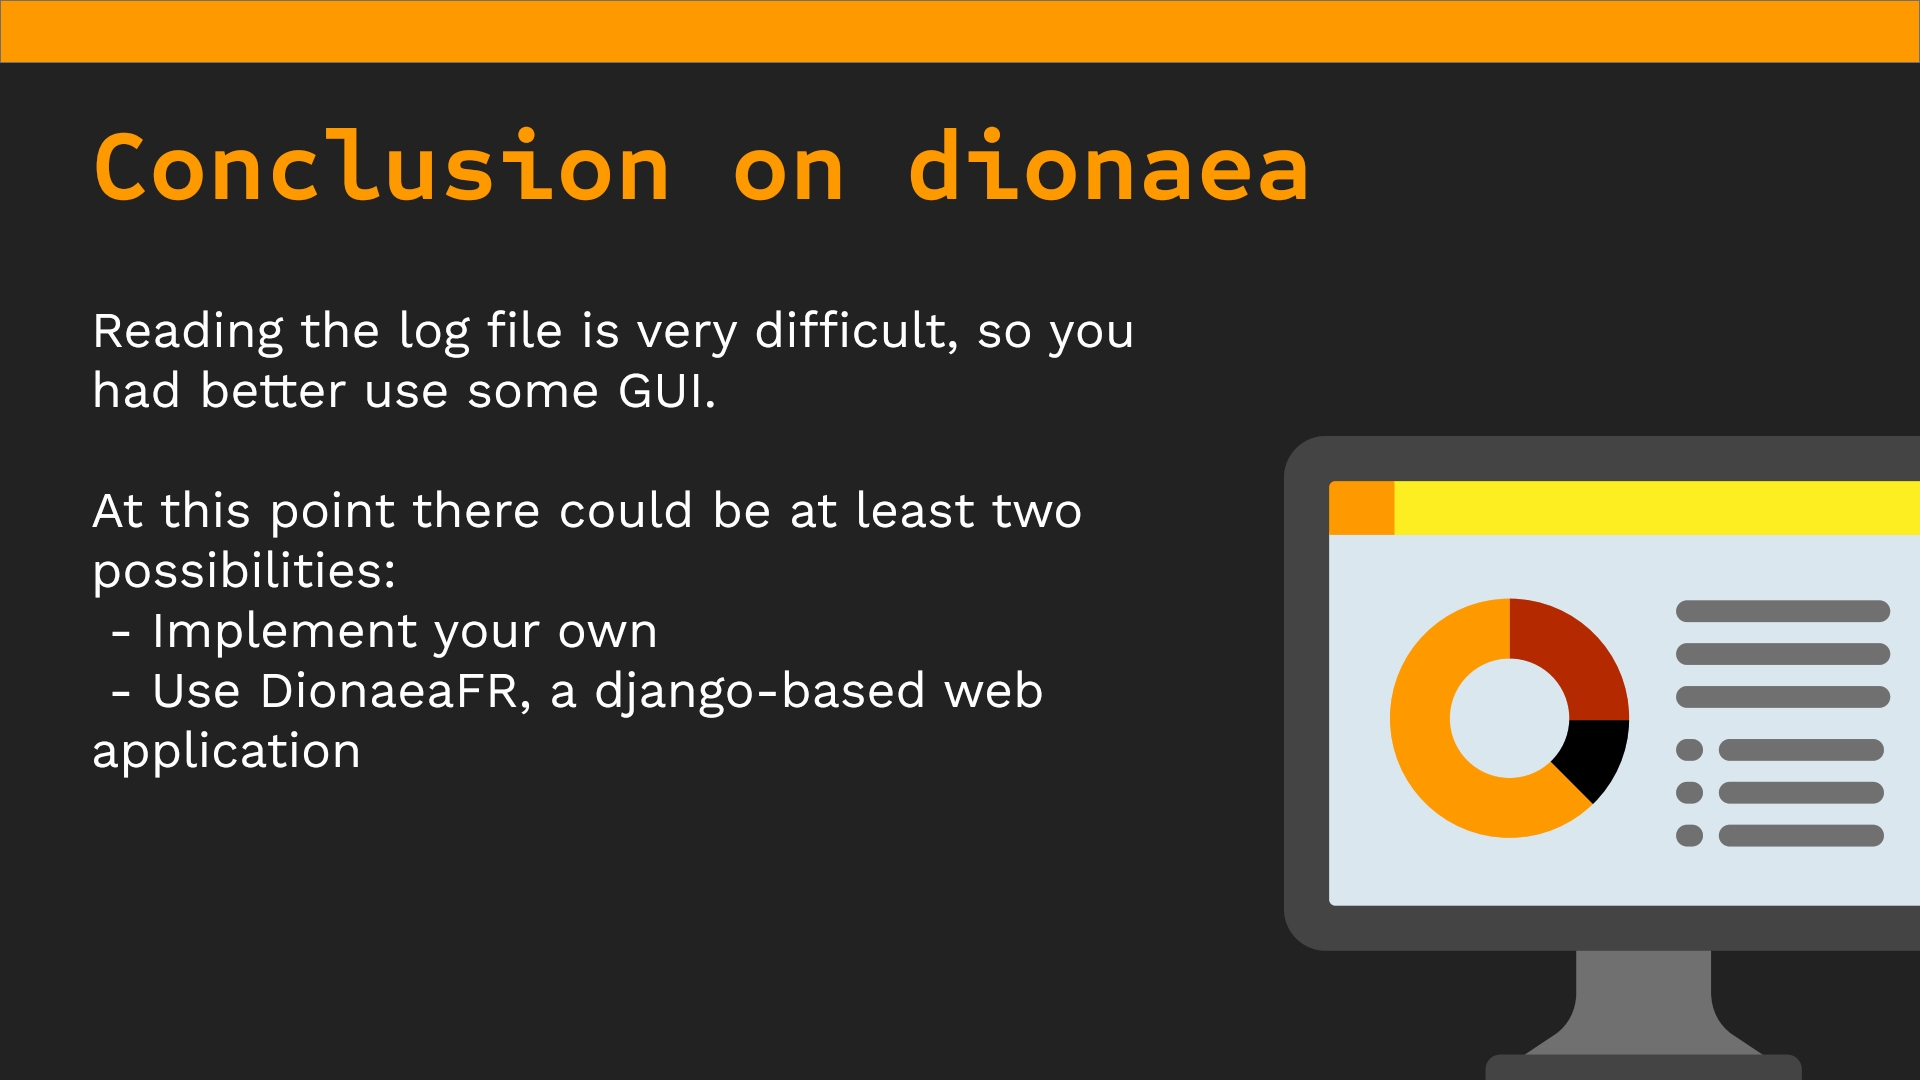 Conclusion on dionaea
Reading the log file is very difficult, so you
had better use some GUI.
At this point there could be at least two
possibilities:
- Implement your own
- Use DionaeaFR, a django-based web
application